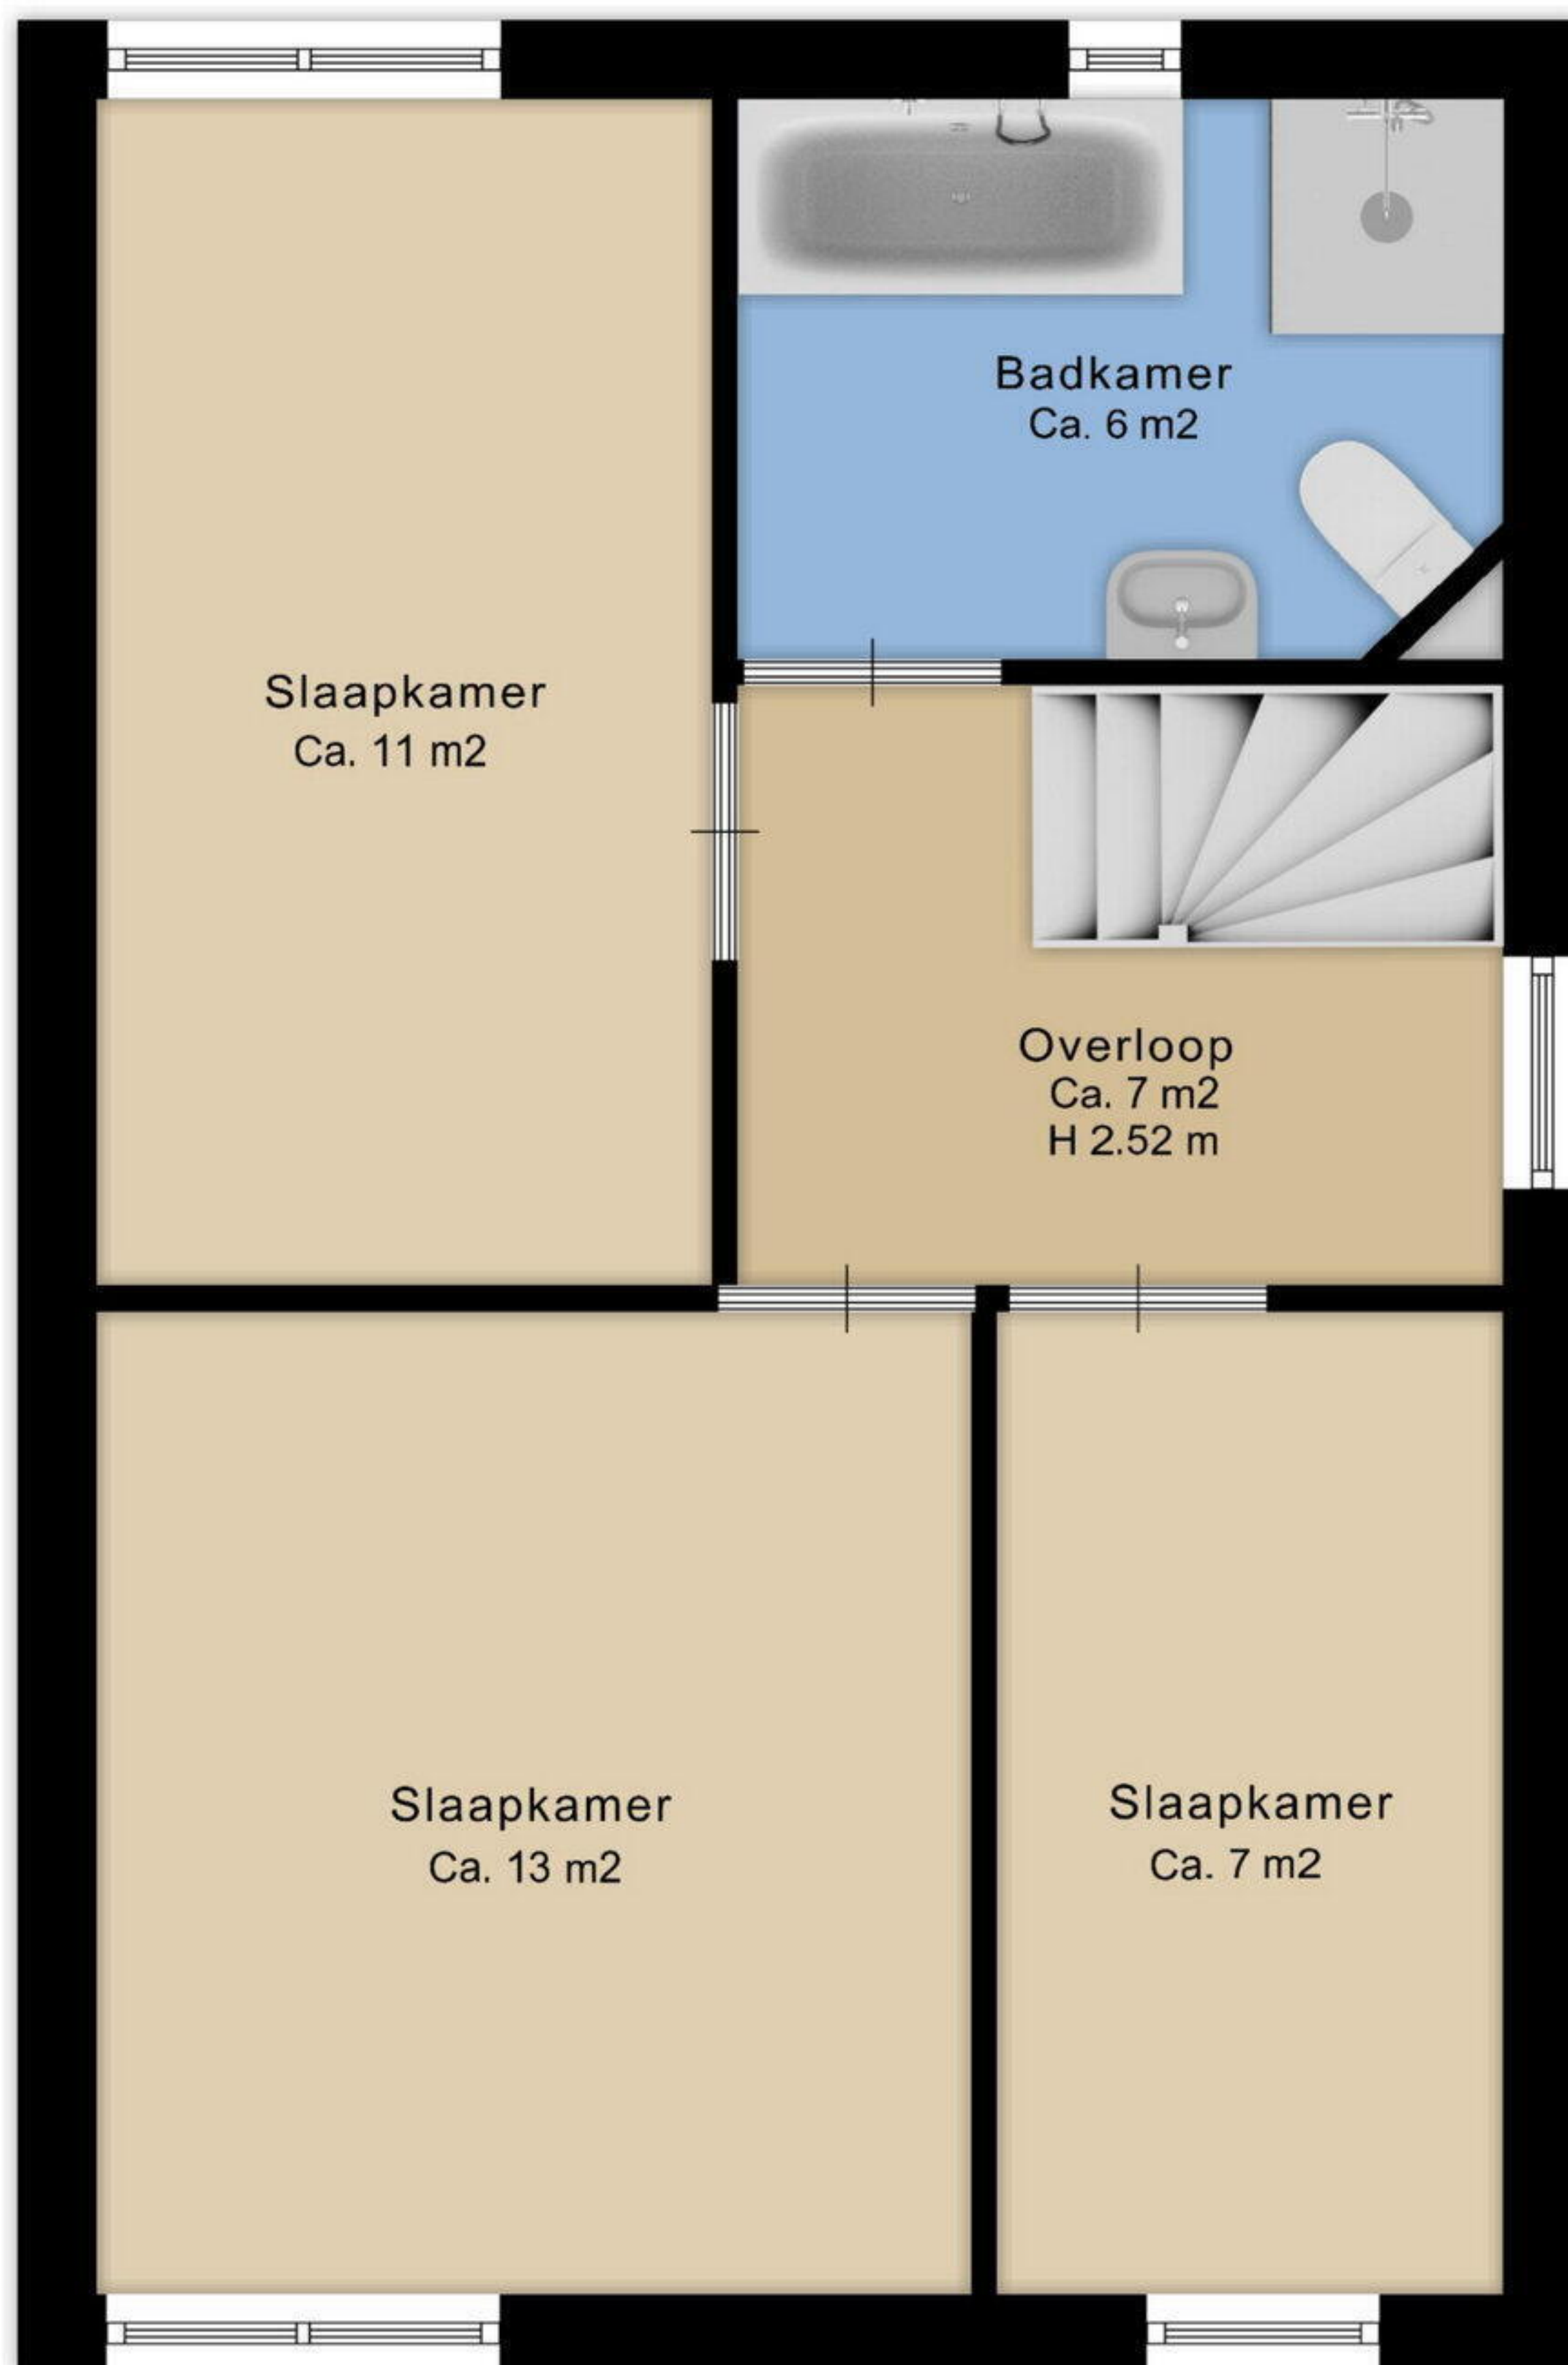 Badkamer
Ca. 6 m2
Slaapkamer
Ca. 11 m2
Overloop
Ca. 7 m2
H 2.52 m
Slaapkamer
Ca. 13 m2
Slaapkamer
Ca. 7 m2